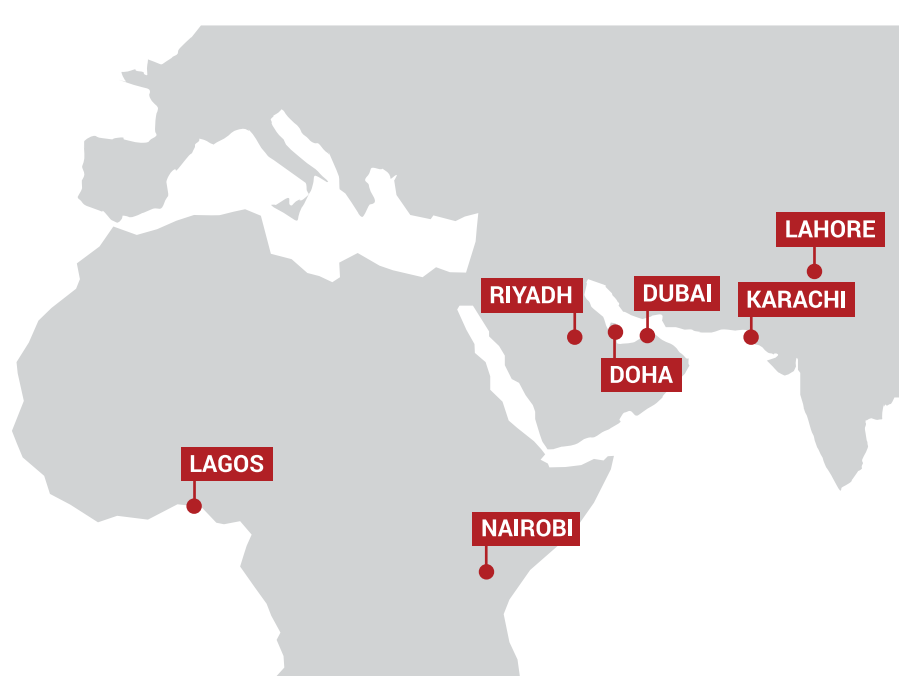 LAHORE
RIYADH
DUBAI
KARACHI
DOHA
LAGOS
NAIROBI